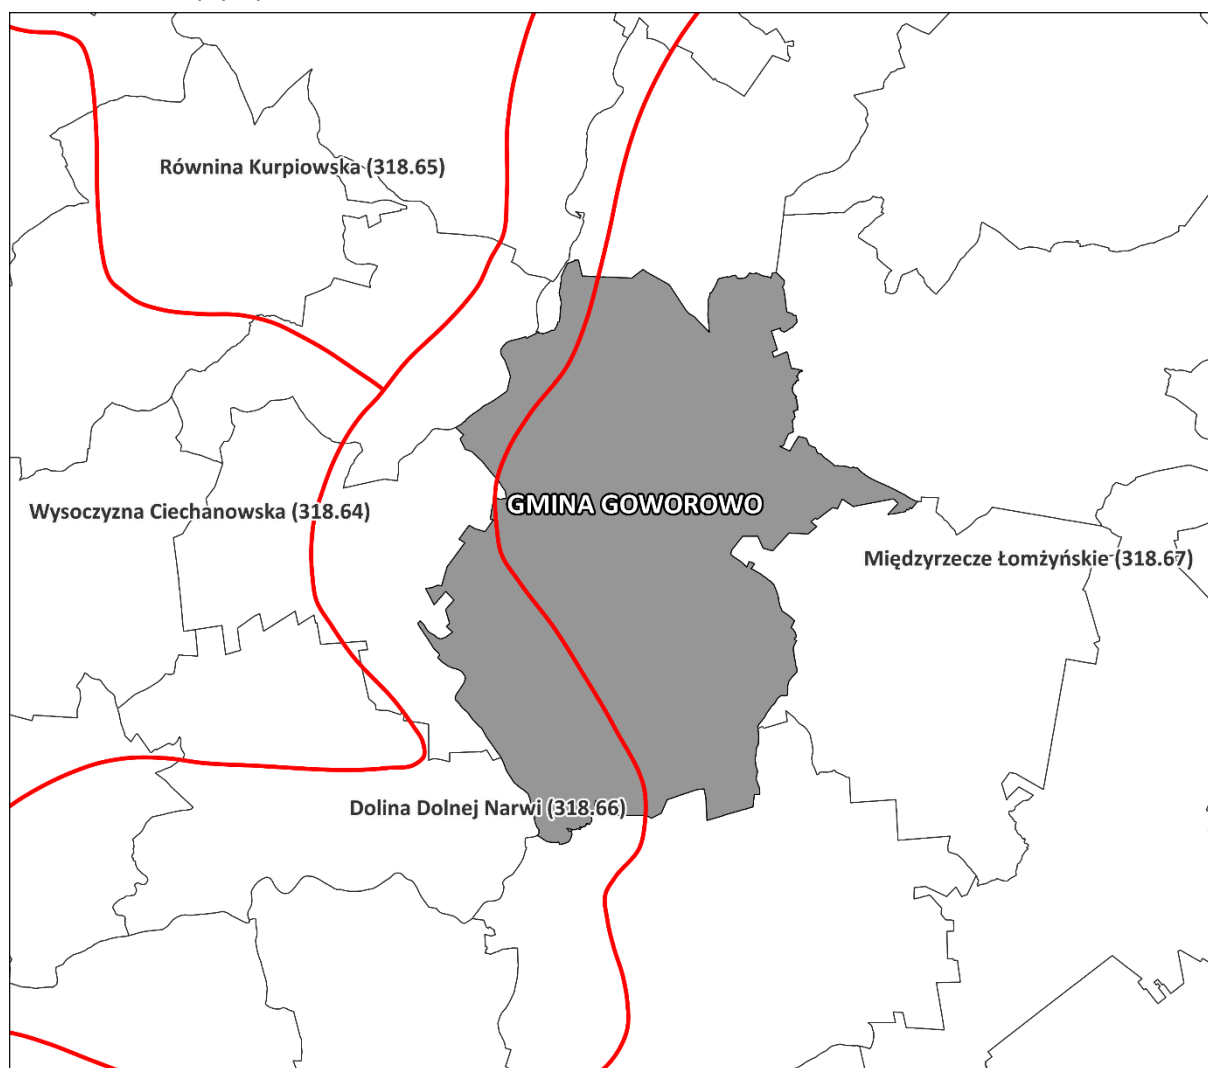 Równina Kurpiowska (318.65)
GMINA GOWOROWO
Wysoczyzna Ciechanowska (318.64)
Międzyrzecze Łomżyńskie (318.67)
Dolina Dolnej Narwi (318.66)